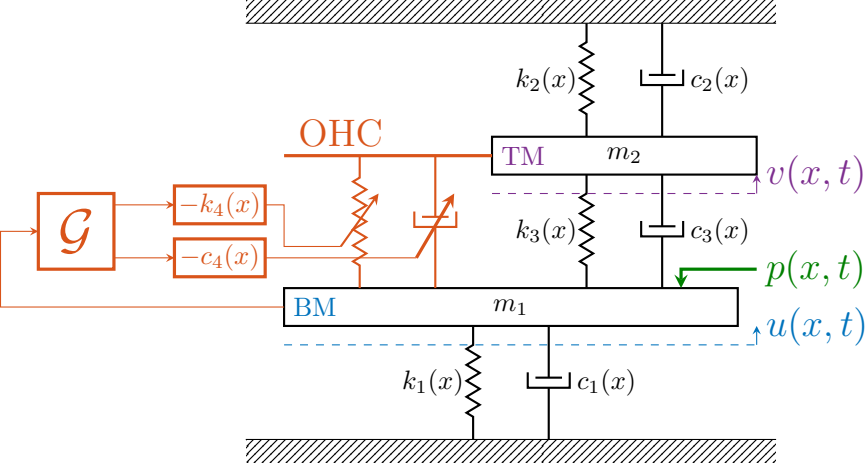 k₂(x)
c₂(x)
OHC
TM
m₂
v(x, t)
−k₄(x)
𝒢
k₃(x)
c₃(x)
−c₄(x)
p(x, t)
BM
m₁
u(x, t)
k₁(x)
c₁(x)